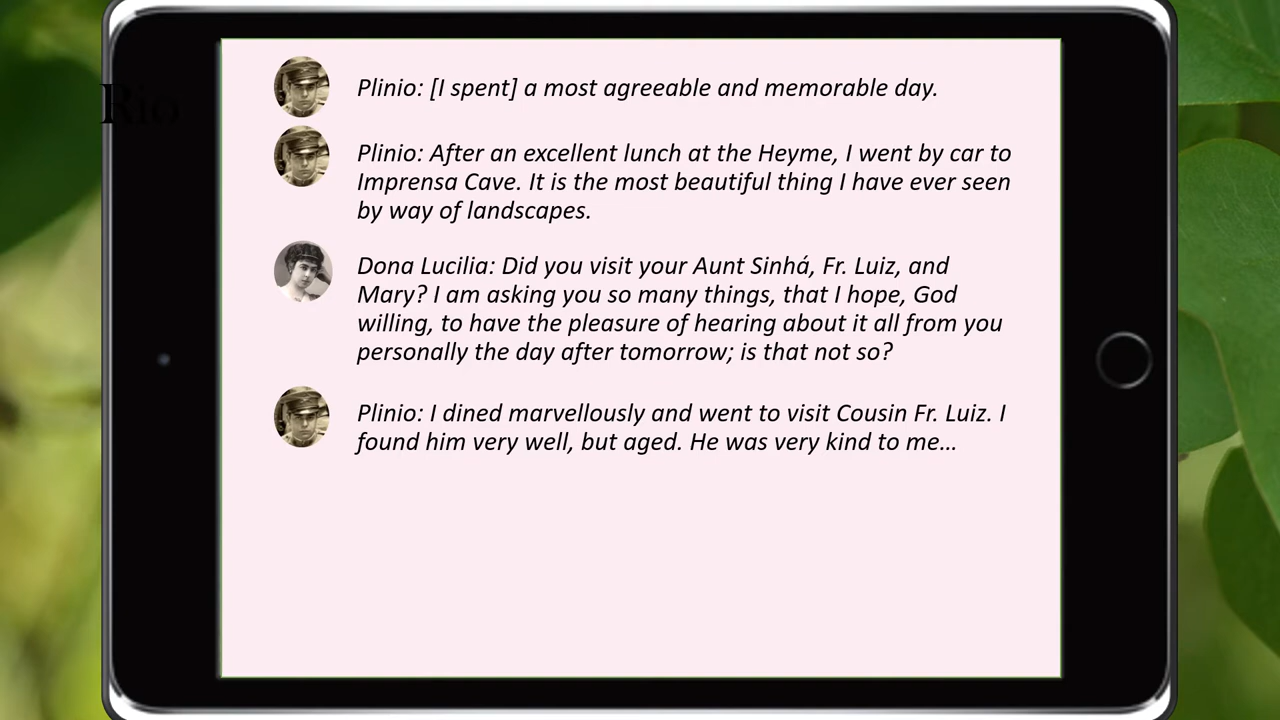 Rio
Plinio: [I spent] a most agreeable and memorable day.
Plinio: After an excellent lunch at the Heyme, I went by car to
Imprensa Cave. It is the most beautiful thing I have ever seen
by way of landscapes.
Dona Lucilia: Did you visit your Aunt Sinhá, Fr. Luiz, and
Mary? I am asking you so many things, that I hope, God
willing, to have the pleasure of hearing about it all from you
personally the day after tomorrow; is that not so?
Plinio: I dined marvellously and went to visit Cousin Fr. Luiz. I
found him very well, but aged. He was very kind to me...